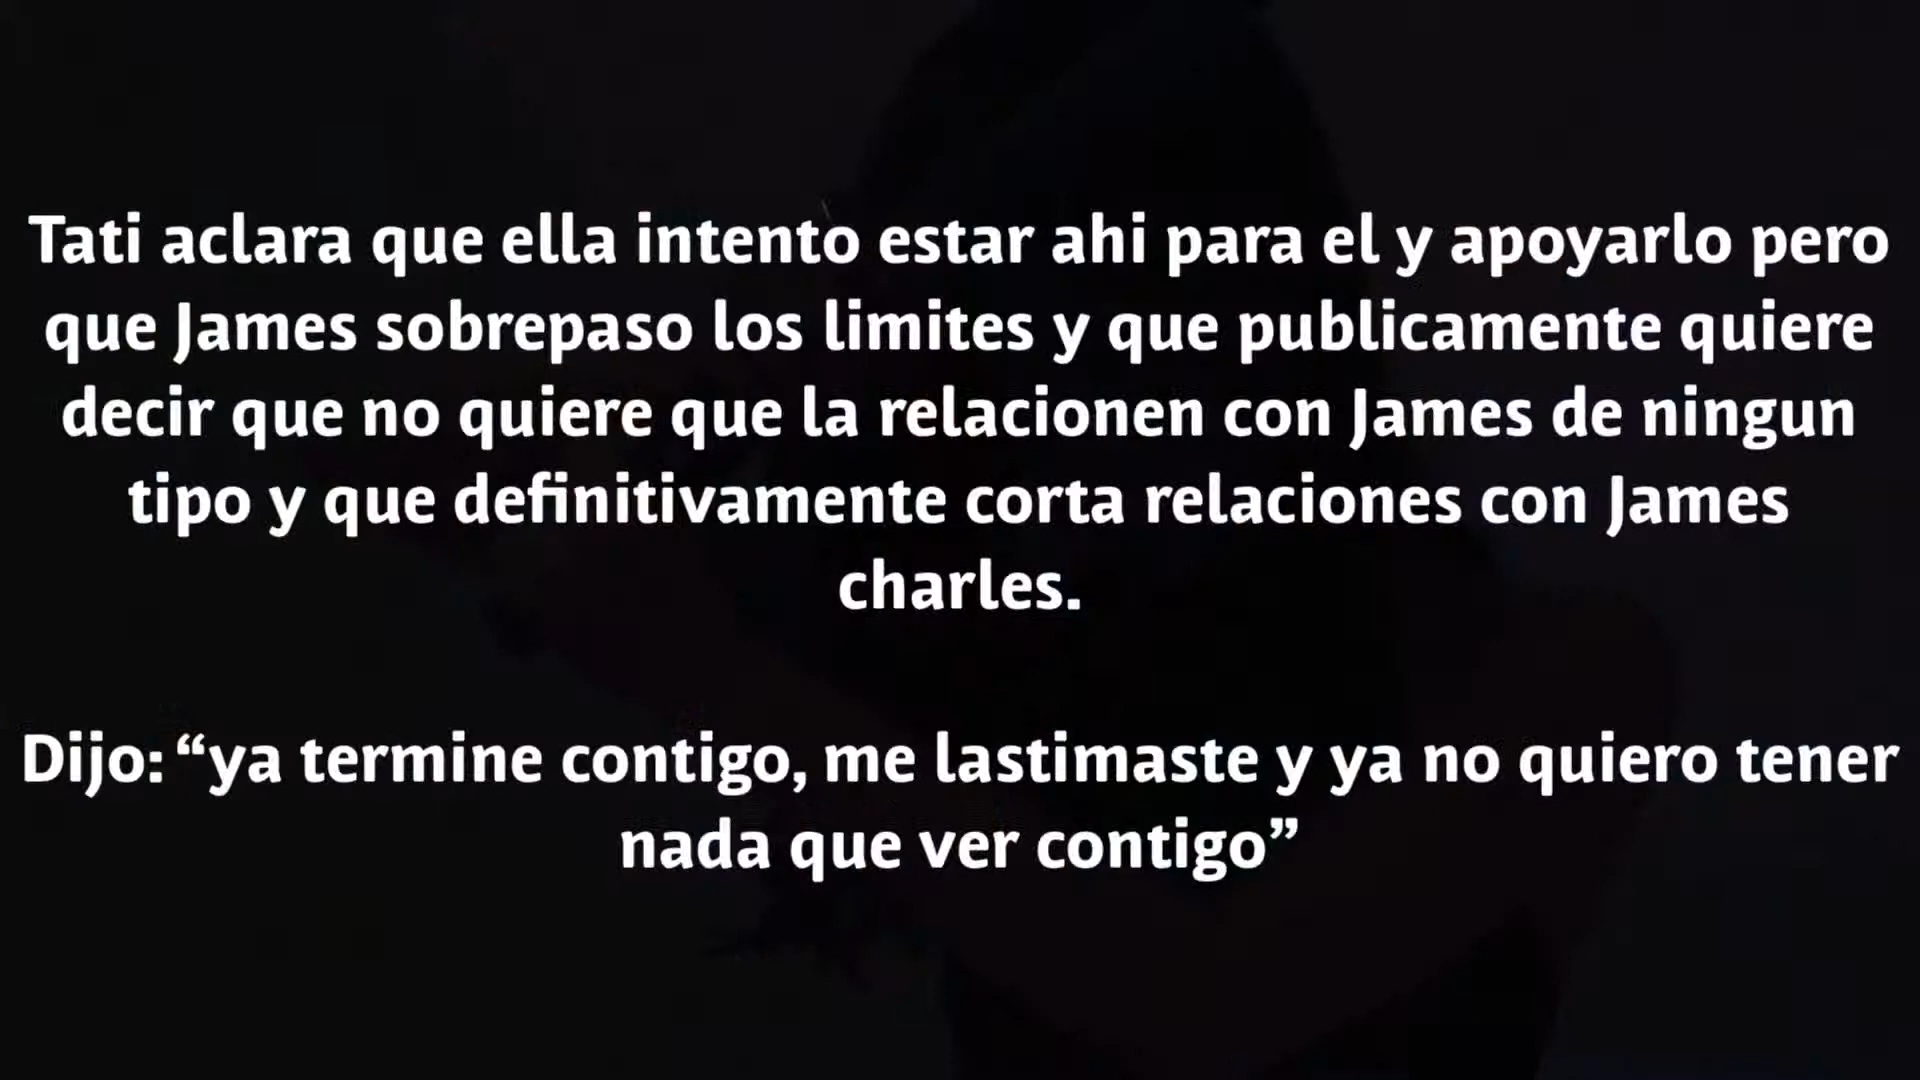 Tati aclara que ella intento estar ahi para el y apoyarlo pero
que James sobrepaso los limites y que publicamente quiere
decir que no quiere que la relacionen con James de ningun
tipo y que definitivamente corta relaciones con James
charles.
Dijo: “ya termine contigo, me lastimaste y ya no quiero tener
nada que ver contigo”